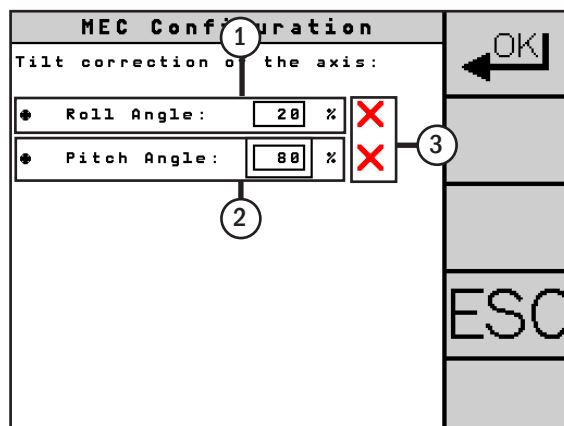 MEC Configuration
1
OK
Tilt correction of the axis:
Roll Angle: 20 %
3
Pitch Angle: 80 %
2
ESC